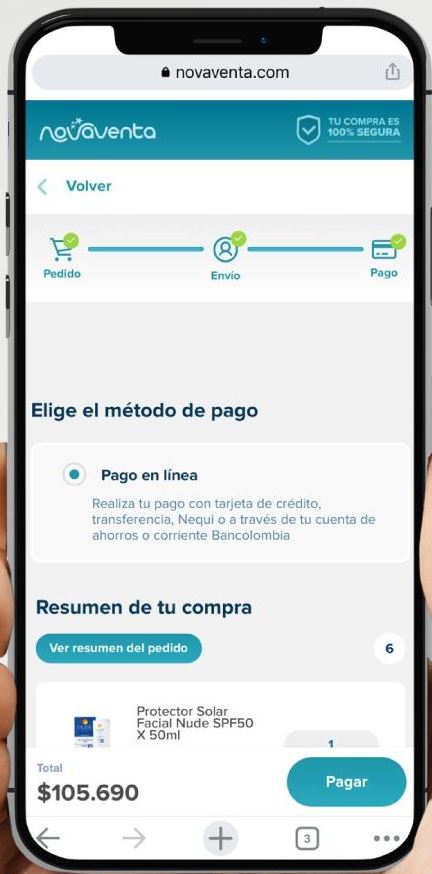 novaventa.com
novaventa
TU COMPRA ES
100% SEGURA
Volver
Pedido
Envío
Pago
Elige el método de pago
Pago en línea
Realiza tu pago con tarjeta de crédito,
transferencia, Nequi o a través de tu cuenta de
ahorros o corriente Bancolombia
Resumen de tu compra
Ver resumen del pedido
6
Protector Solar
Facial Nude SPF50
X 50ml
1
Total
$105.690
Pagar
3